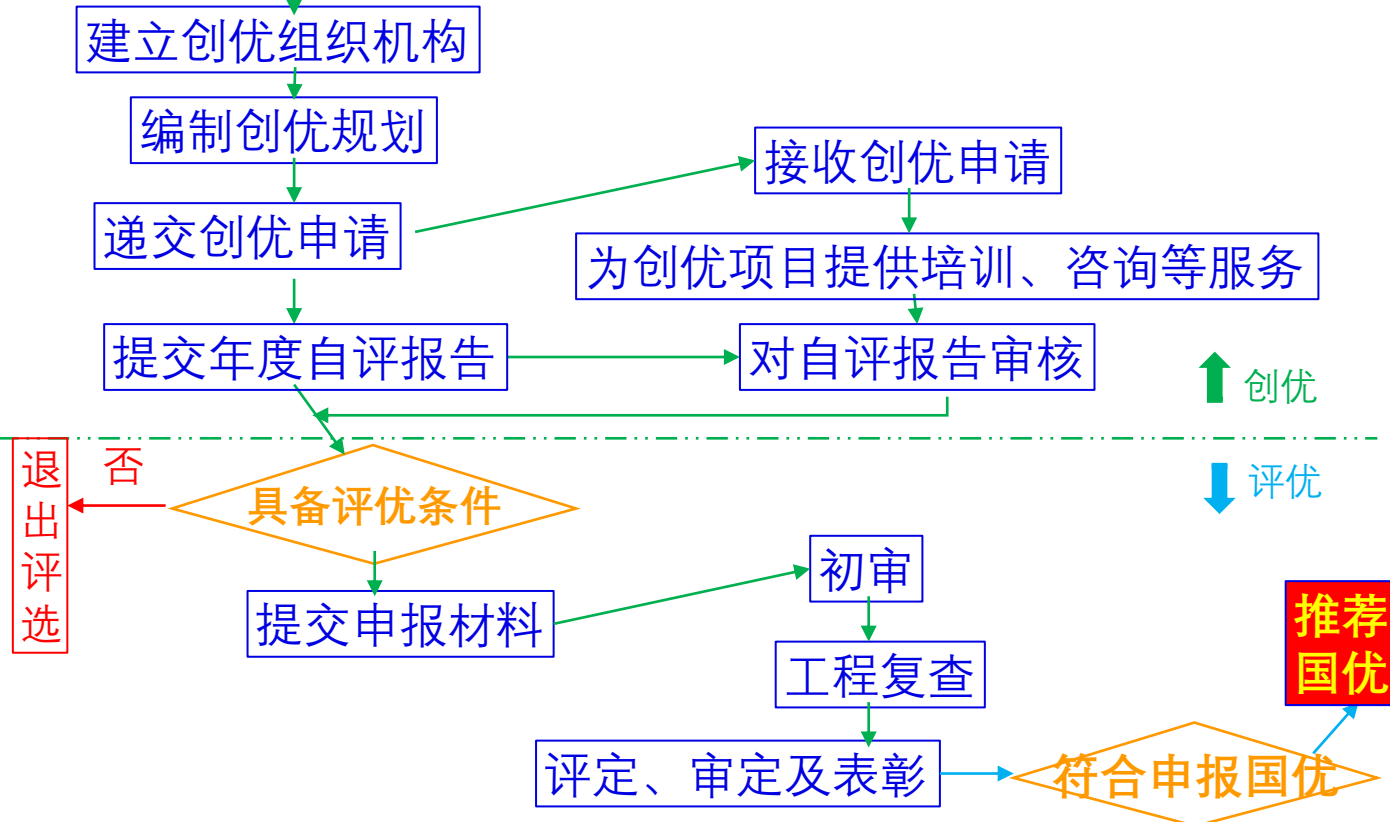 建立创优组织机构
编制创优规划
接收创优申请
递交创优申请
为创优项目提供培训、咨询等服务
提交年度自评报告
对自评报告审核
创优
评优
退出评选
否
具备评优条件
初审
提交申报材料
推荐
国优
工程复查
评定、审定及表彰
符合申报国优